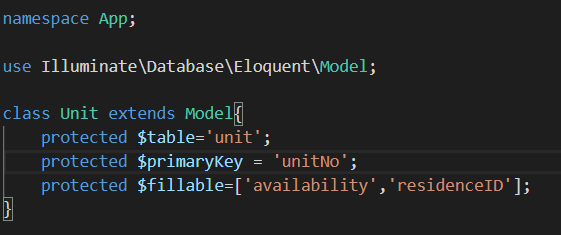 namespace App;
use Illuminate\Database\Eloquent\Model;
class Unit extends Model{
protected $table='unit';
protected $primaryKey = 'unitNo';
protected $fillable=['availability','residenceID'];
}